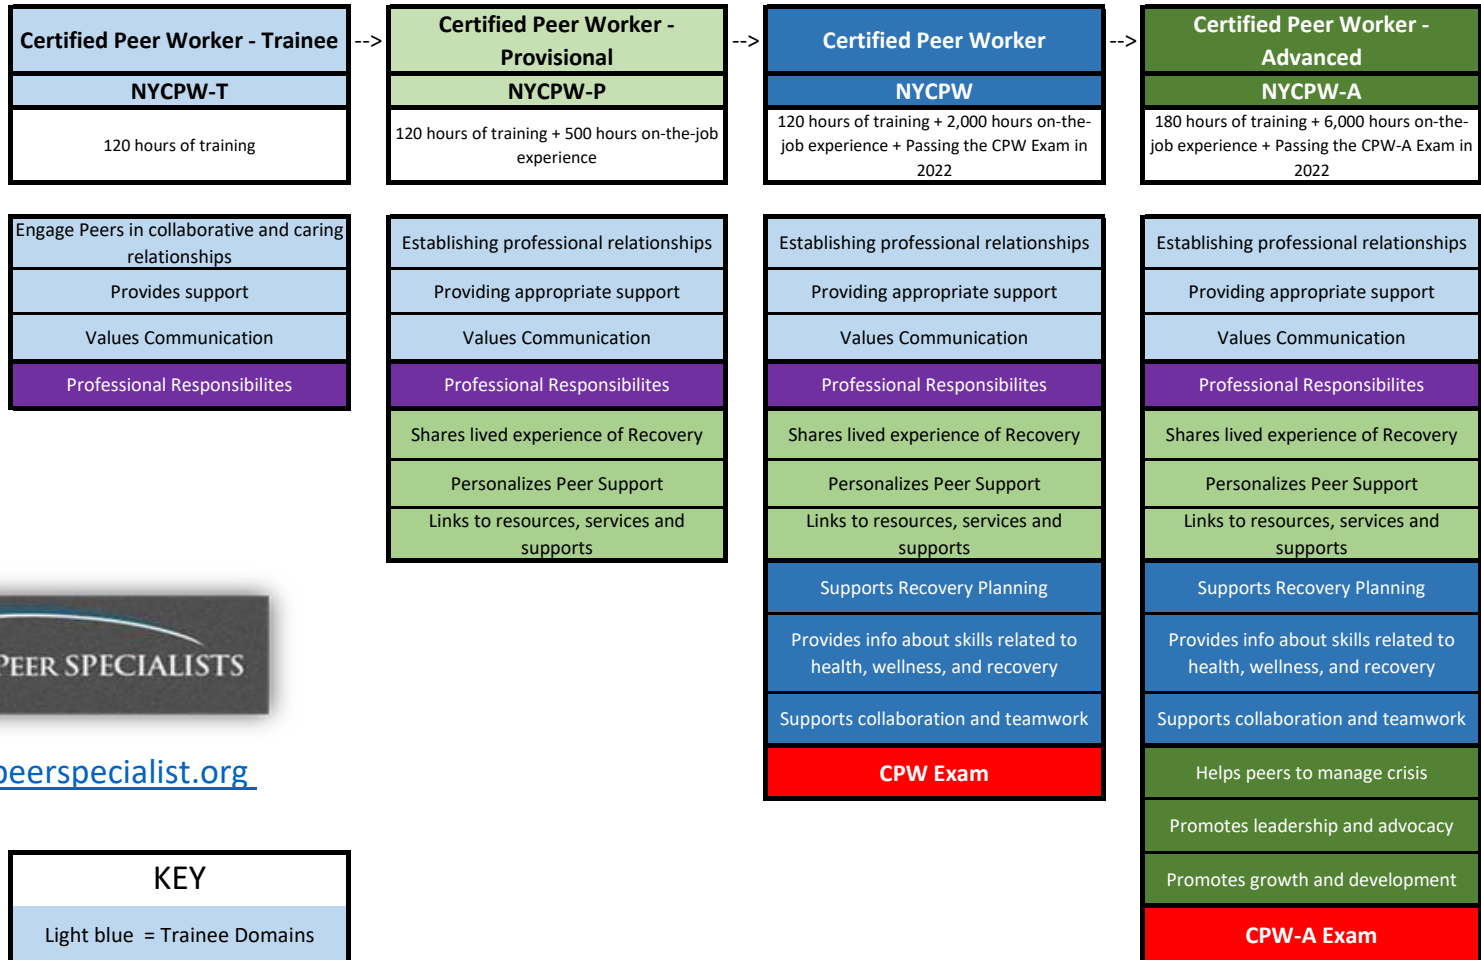 Certified Peer Worker - Trainee
-->
Certified Peer Worker -
Provisional
-->
Certified Peer Worker
-->
Certified Peer Worker -
Advanced
NYCPW-T
NYCPW-P
NYCPW
NYCPW-A
120 hours of training
120 hours of training + 500 hours on-the-job
experience
120 hours of training + 2,000 hours on-the-
job experience + Passing the CPW Exam in
2022
180 hours of training + 6,000 hours on-the-
job experience + Passing the CPW-A Exam in
2022
Engage Peers in collaborative and caring
relationships
Provides support
Values Communication
Professional Responsibilites
Establishing professional relationships
Providing appropriate support
Values Communication
Professional Responsibilites
Shares lived experience of Recovery
Personalizes Peer Support
Links to resources, services and
supports
Establishing professional relationships
Providing appropriate support
Values Communication
Professional Responsibilites
Shares lived experience of Recovery
Personalizes Peer Support
Links to resources, services and
supports
Supports Recovery Planning
Provides info about skills related to
health, wellness, and recovery
Supports collaboration and teamwork
CPW Exam
Establishing professional relationships
Providing appropriate support
Values Communication
Professional Responsibilites
Shares lived experience of Recovery
Personalizes Peer Support
Links to resources, services and
supports
Supports Recovery Planning
Provides info about skills related to
health, wellness, and recovery
Supports collaboration and teamwork
Helps peers to manage crisis
Promotes leadership and advocacy
Promotes growth and development
CPW-A Exam
PEER SPECIALISTS
peerspecialist.org
KEY
Light blue = Trainee Domains